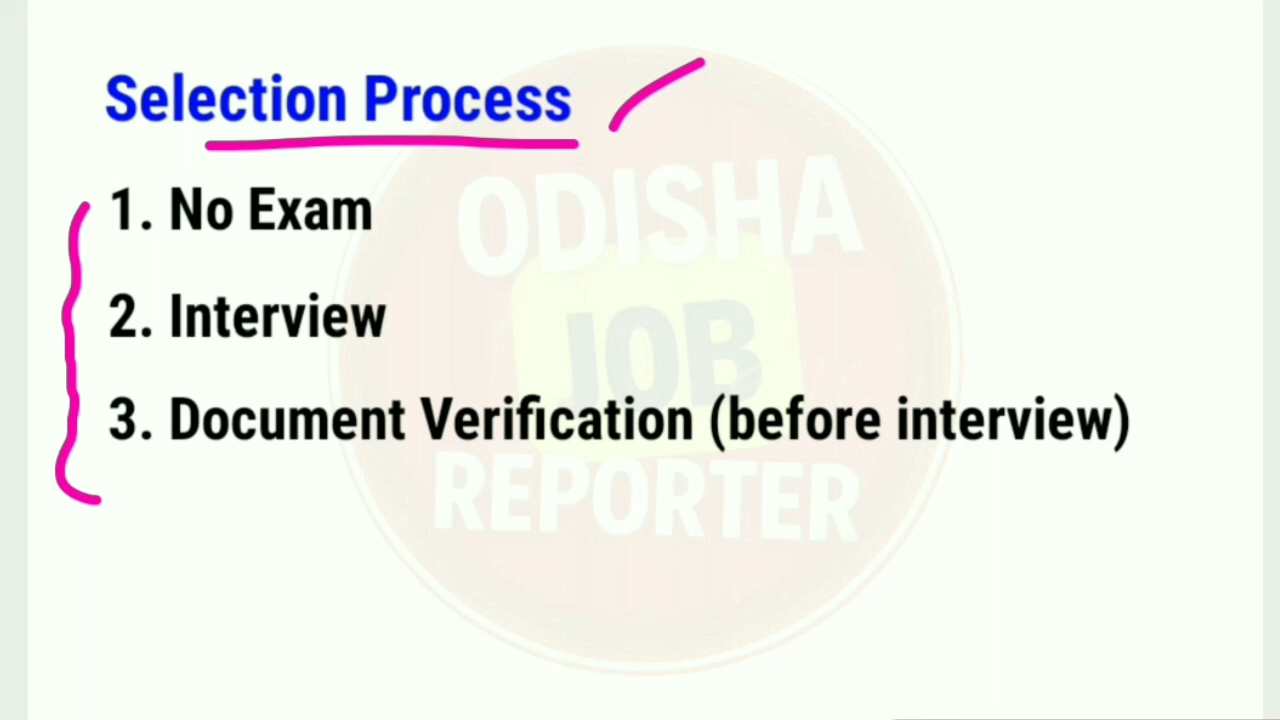 Selection Process
1. No Exam
2. Interview
3. Document Verification (before interview)
ODISHA
JOB
REPORTER